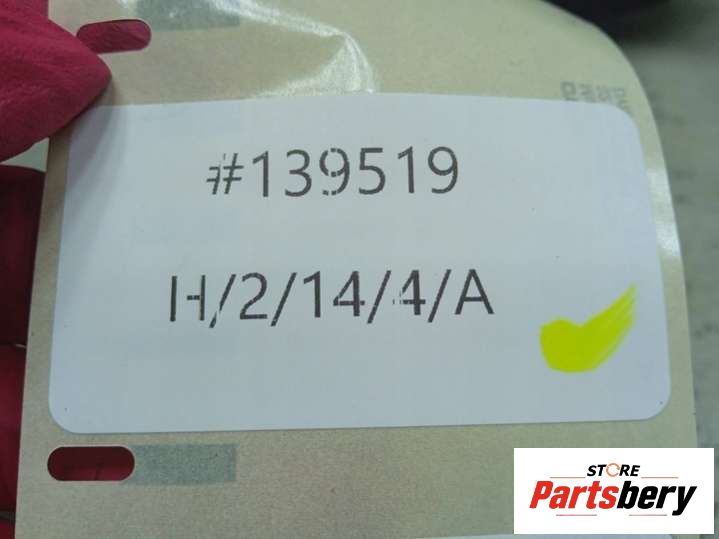 #139519
H/2/14/4/A
STORE
Partsbery